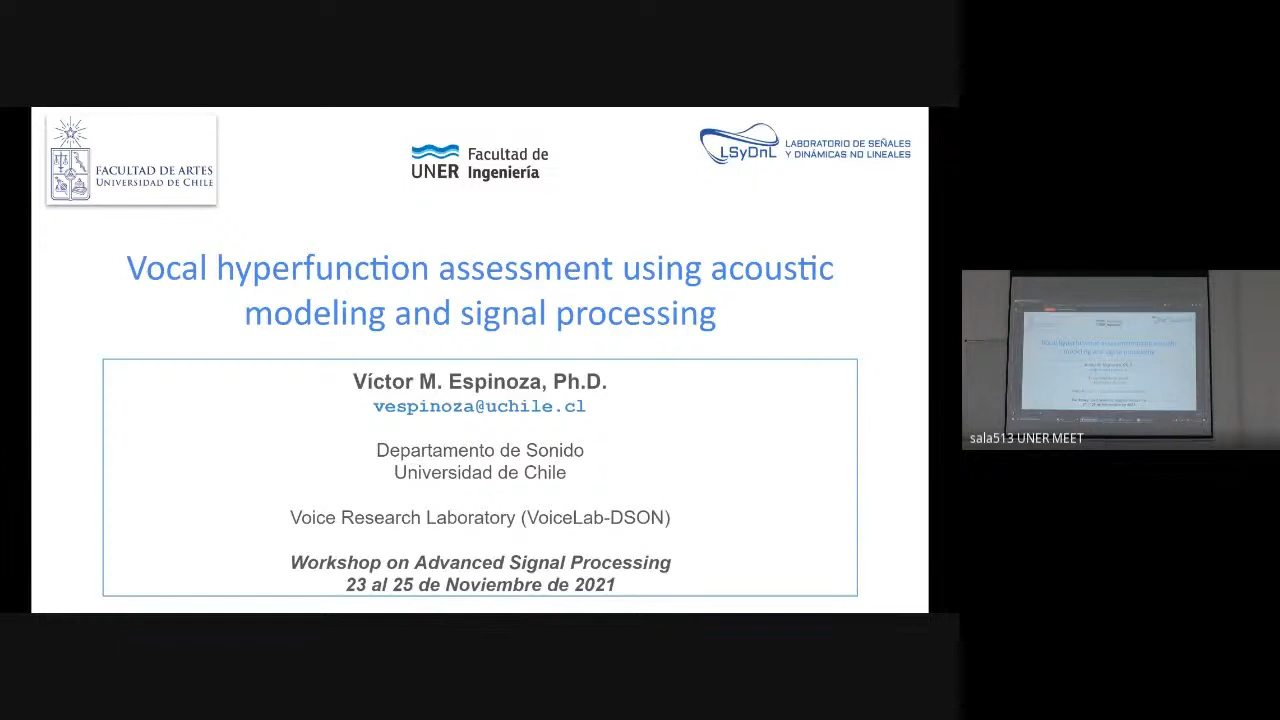 FACULTAD DE ARTES
UNIVERSIDAD DE CHILE
UNER Facultad de Ingeniería
LSyDnL
LABORATORIO DE SEÑALES
Y DINÁMICAS NO LINEALES
Vocal hyperfunction assessment using acoustic
modeling and signal processing
Víctor M. Espinoza, Ph.D.
vespinoza@uchile.cl
Departamento de Sonido
Universidad de Chile
Voice Research Laboratory (VoiceLab-DSON)
Workshop on Advanced Signal Processing
23 al 25 de Noviembre de 2021
sala513 UNER MEET